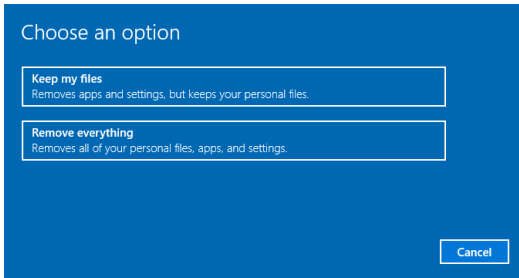 Choose an option
Keep my files
Removes apps and settings, but keeps your personal files.
Remove everything
Removes all of your personal files, apps, and settings.
Cancel